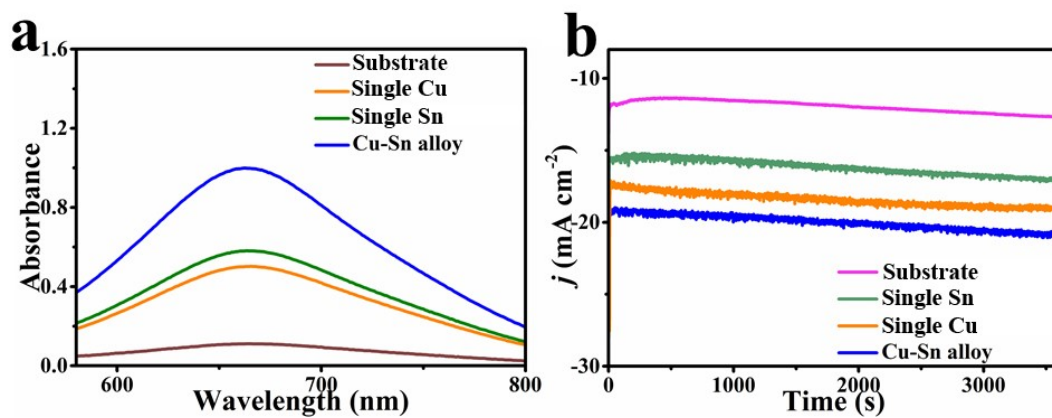 a
1.6
1.2
0.8
0.4
0.0
Absorbance
Substrate
Single Cu
Single Sn
Cu-Sn alloy
600
700
800
Wavelength (nm)
b
-10
-20
-30
j (mA cm⁻²)
Substrate
Single Sn
Single Cu
Cu-Sn alloy
0
1000
2000
3000
Time (s)